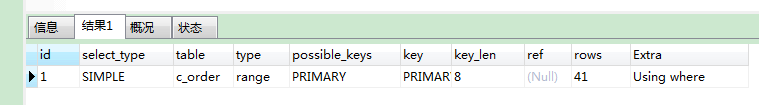 信息 结果1 概况 状态
id select_type table type possible_keys key key_len ref rows Extra
1 SIMPLE c_order range PRIMARY PRIMAR 8 (Null) 41 Using where